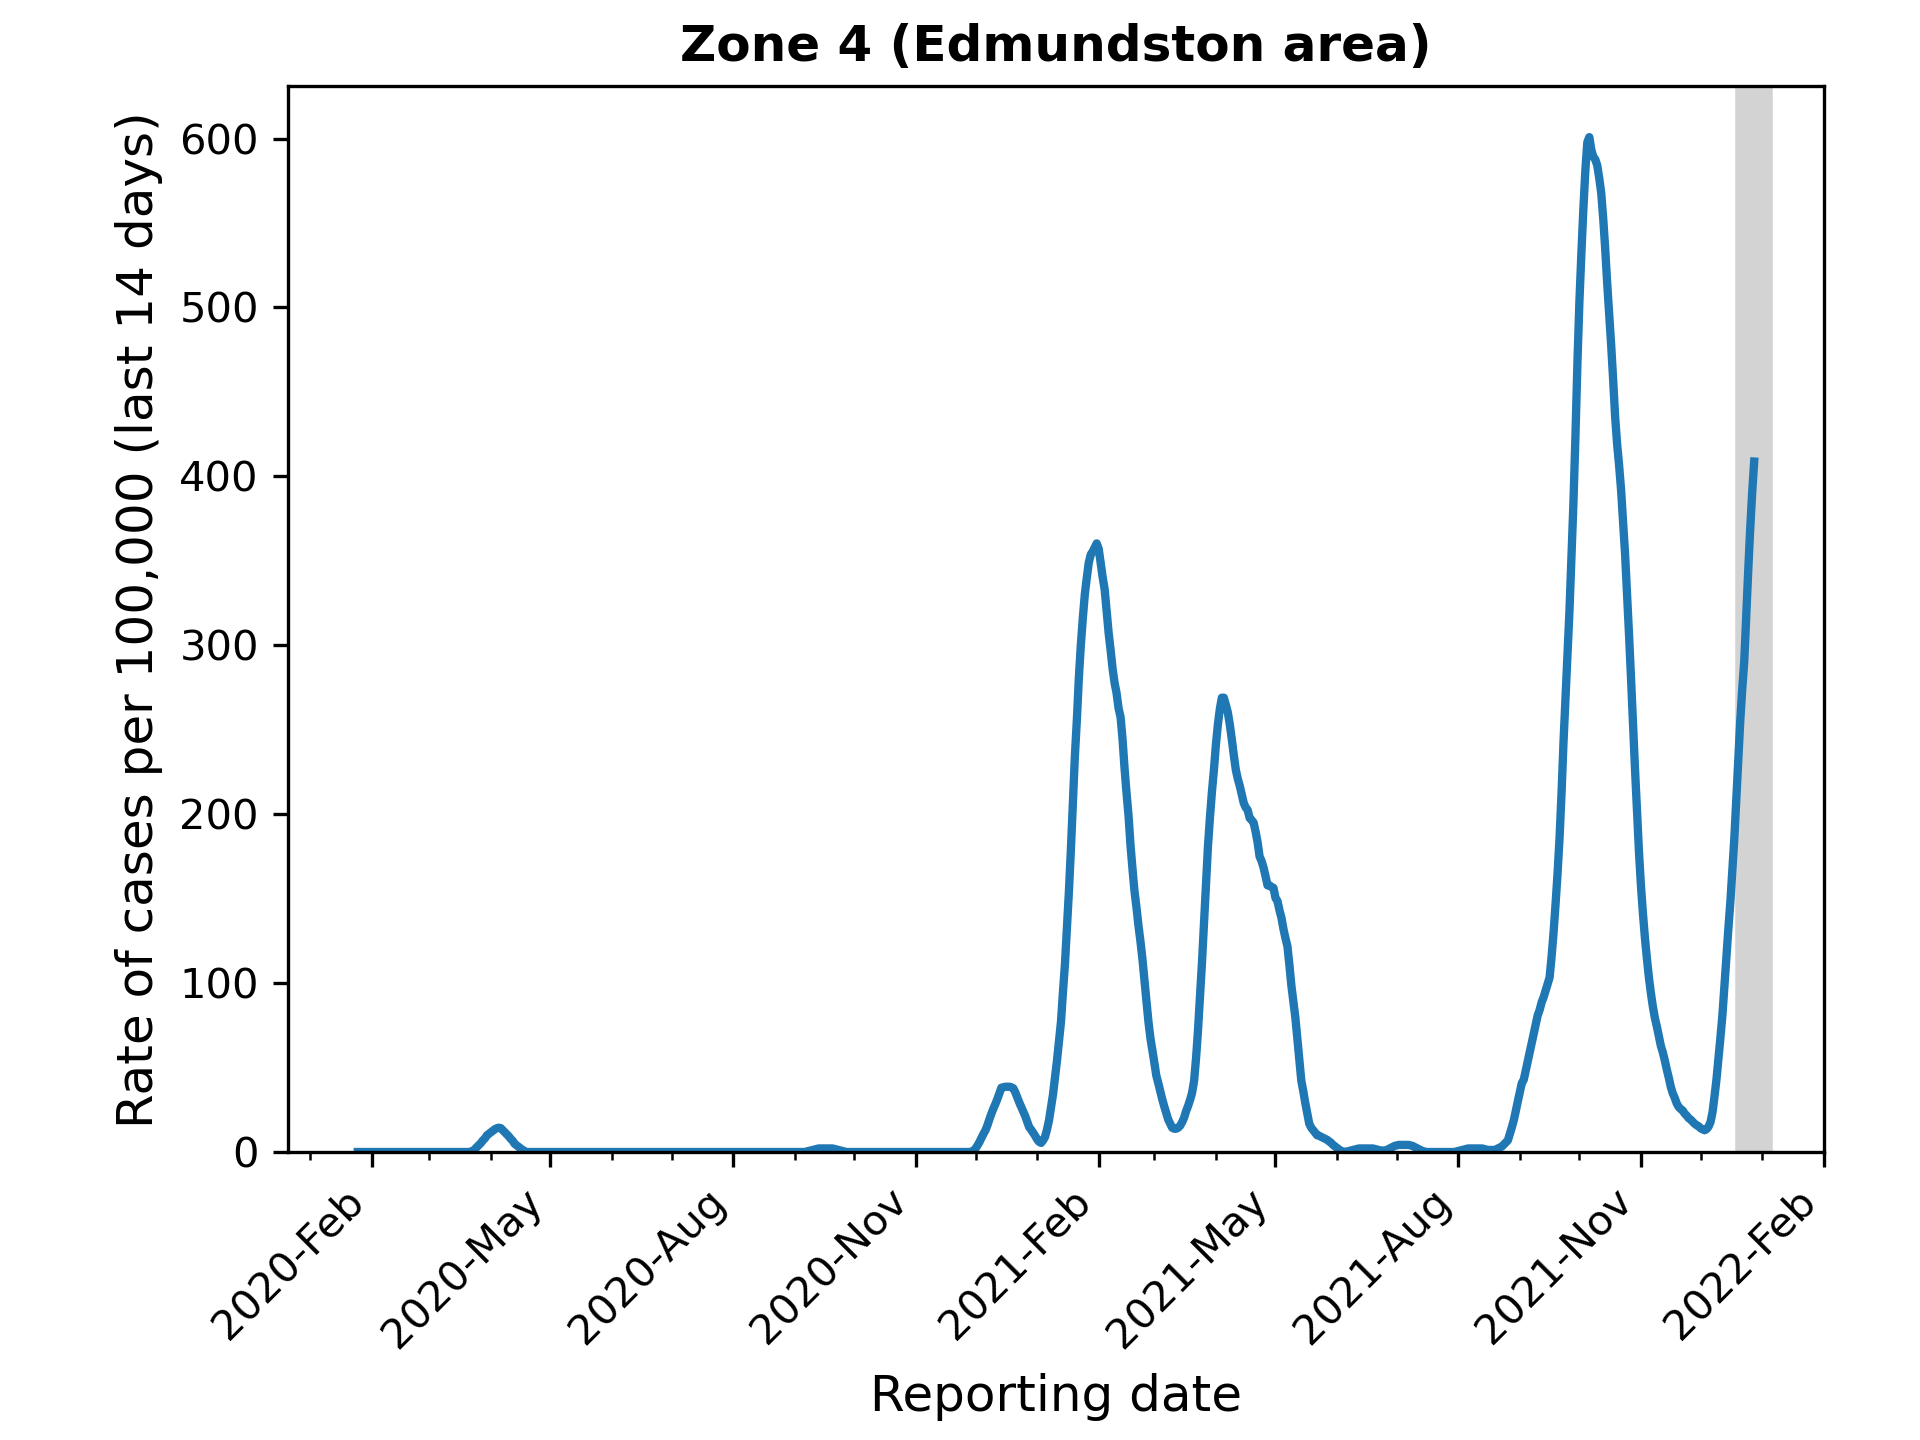 Zone 4 (Edmundston area)
Rate of cases per 100,000 (last 14 days)
600
500
400
300
200
100
0
2020-Feb
2020-May
2020-Aug
2020-Nov
2021-Feb
2021-May
2021-Aug
2021-Nov
2022-Feb
Reporting date